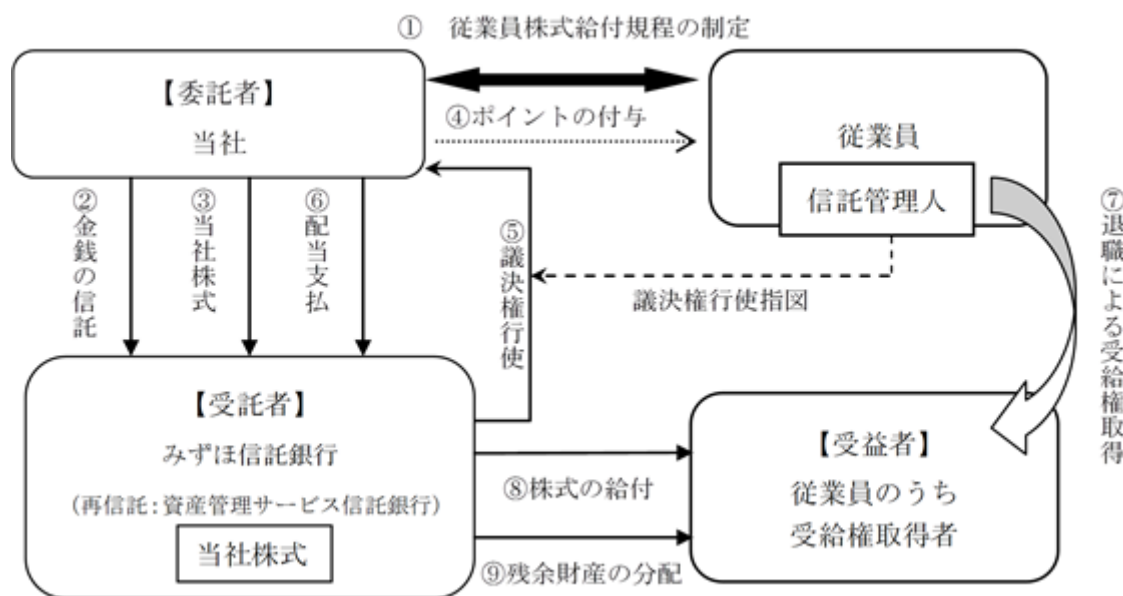 ① 従業員株式給付規程の制定
【委託者】
当社
④ポイントの付与
従業員
信託管理人
②金銭の信託
③当社株式
⑥配当支払
⑤議決権行使
議決権行使指図
⑦退職による受給権取得
【受託者】
みずほ信託銀行
(再信託:資産管理サービス信託銀行)
当社株式
⑧株式の給付
⑨残余財産の分配
【受益者】
従業員のうち
受給権取得者